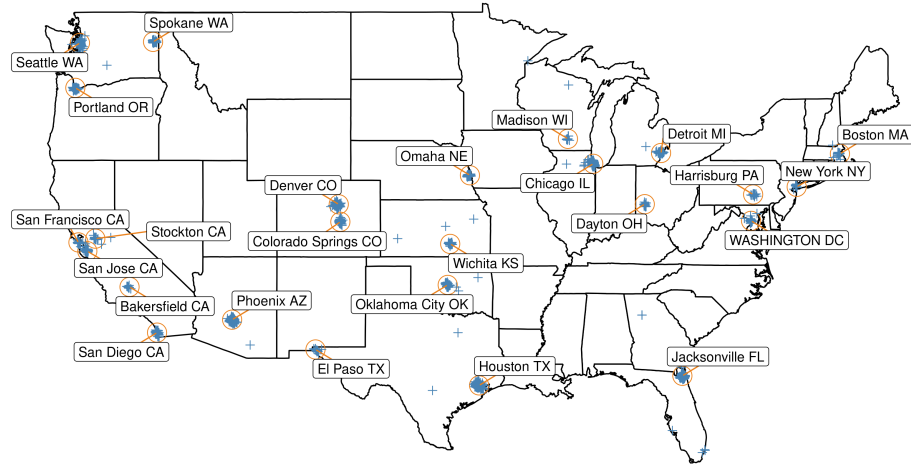 Spokane WA
Seattle WA
Portland OR
Madison WI
Detroit MI
Boston MA
Omaha NE
New York NY
Harrisburg PA
Chicago IL
Denver CO
San Francisco CA
Dayton OH
Stockton CA
Colorado Springs CO
WASHINGTON DC
San Jose CA
Wichita KS
Bakersfield CA
Phoenix AZ
Oklahoma City OK
San Diego CA
Jacksonville FL
El Paso TX
Houston TX